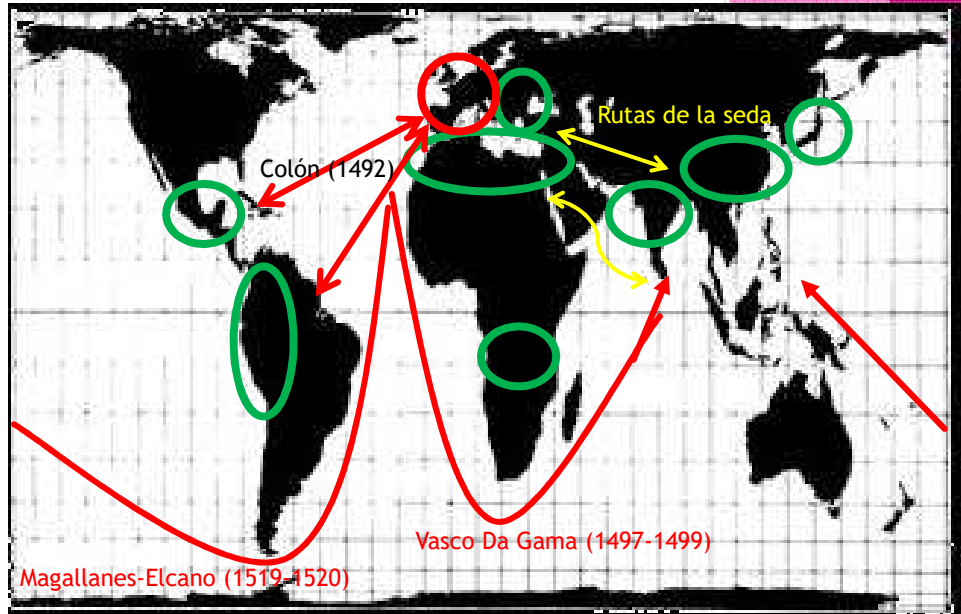 Rutas de la seda
Colón (1492)
Vasco Da Gama (1497-1499)
Magallanes-Elcano (1519-1520)